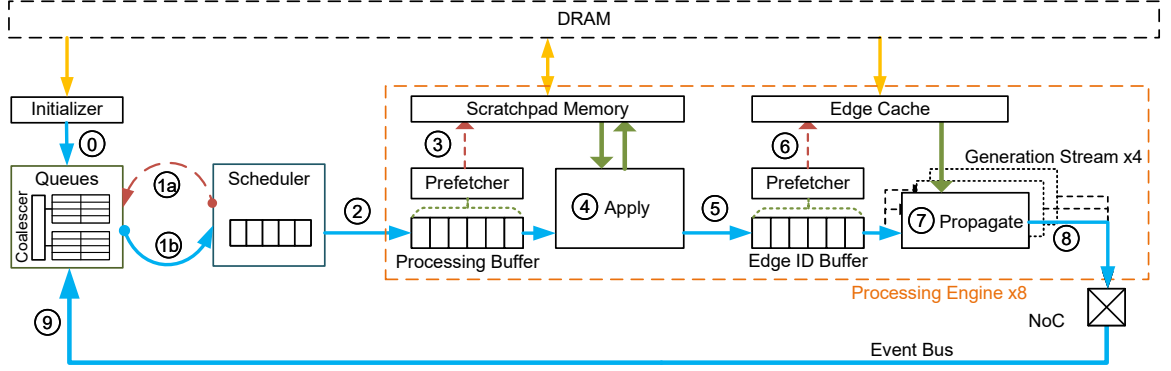 DRAM
Initializer
Scratchpad Memory
Edge Cache
0
3
6
Generation Stream x4
Queues
1a
Scheduler
Prefetcher
Prefetcher
Coalescer
2
4 Apply
5
7 Propagate
8
1b
Processing Buffer
Edge ID Buffer
Processing Engine x8
9
NoC
Event Bus